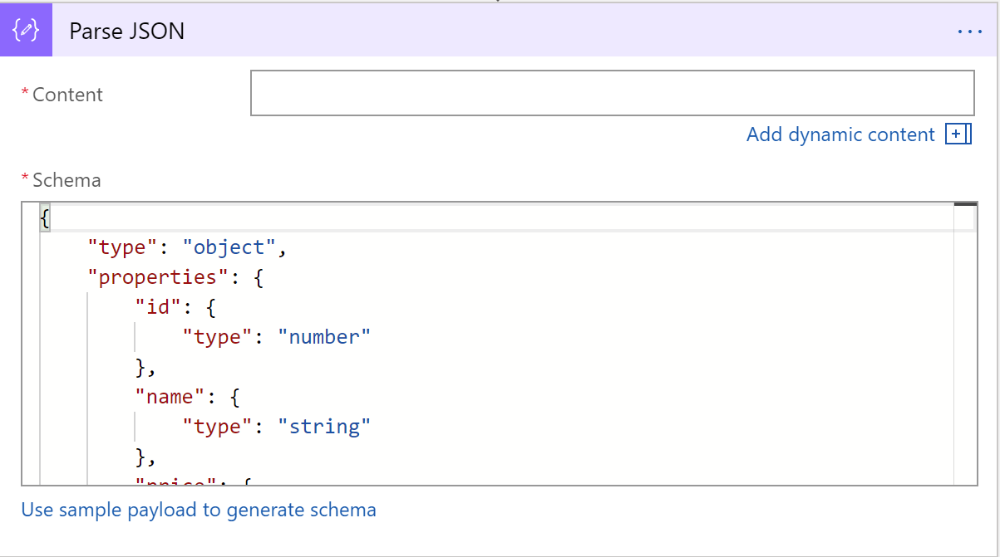 Parse JSON
* Content
Add dynamic content
* Schema
{
    "type": "object",
    "properties": {
        "id": {
            "type": "number"
        },
        "name": {
            "type": "string"
        },
        "price": {
Use sample payload to generate schema